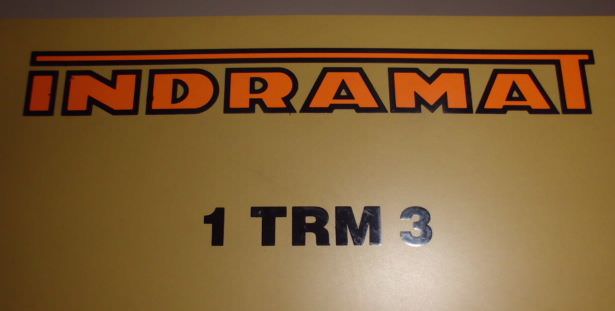 INDRAMAT
1 TRM 3